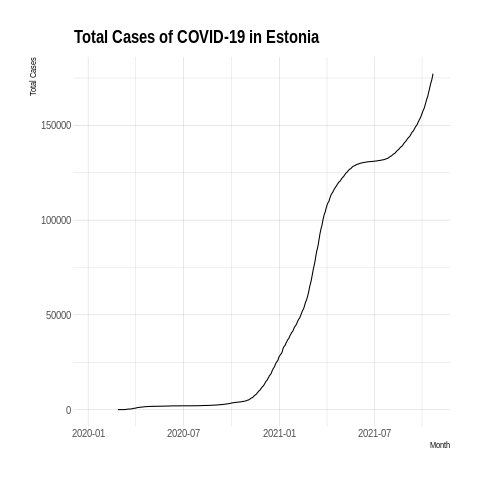 Total Cases of COVID-19 in Estonia
Total Cases
150000
100000
50000
0
2020-01 2020-07 2021-01 2021-07
Month